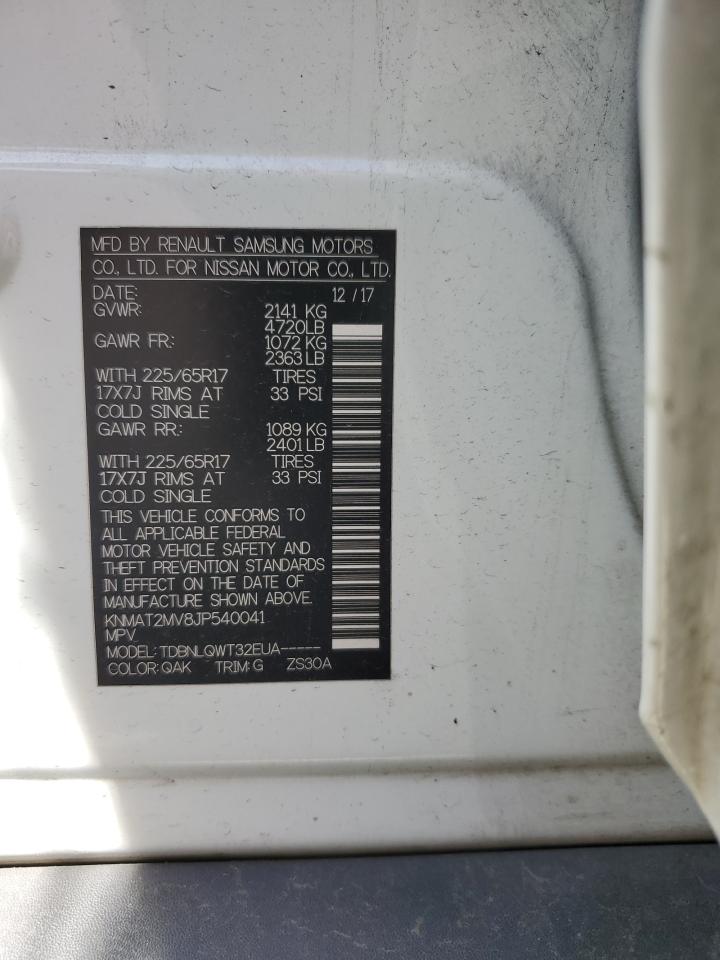 MFD BY RENAULT SAMSUNG MOTORS
CO., LTD. FOR NISSAN MOTOR CO., LTD.
DATE: 12 / 17
GVWR: 2141 KG
4720LB
GAWR FR.: 1072 KG
2363 LB
WITH 225/65R17 TIRES
17X7J RIMS AT 33 PSI
COLD SINGLE
GAWR RR.: 1089 KG
2401 LB
WITH 225/65R17 TIRES
17X7J RIMS AT 33 PSI
COLD SINGLE
THIS VEHICLE CONFORMS TO
ALL APPLICABLE FEDERAL
MOTOR VEHICLE SAFETY AND
THEFT PREVENTION STANDARDS
IN EFFECT ON THE DATE OF
MANUFACTURE SHOWN ABOVE.
KNMAT2MV8JP540041
MPV
MODEL: TDBNLQWT32EUA-----
COLOR: QAK TRIM: G ZS30A